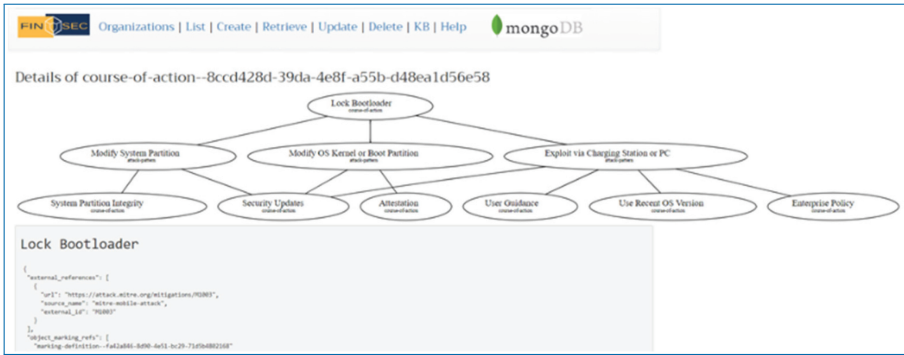 FINSEC Organizations | List | Create | Retrieve | Update | Delete | KB | Help mongoDB
Details of course-of-action--8ccd428d-39da-4e8f-a55b-d48ea1d56e58
Lock Bootloader
course-of-action
Modify System Partition
attack-pattern
Modify OS Kernel or Boot Partition
attack-pattern
Exploit via Charging Station or PC
attack-pattern
System Partition Integrity
course-of-action
Security Updates
course-of-action
Attestation
course-of-action
User Guidance
course-of-action
Use Recent OS Version
course-of-action
Enterprise Policy
course-of-action
Lock Bootloader
{
"external_references": [
{
"url": "https://attack.mitre.org/mitigations/M1003",
"source_name": "mitre-mobile-attack",
"external_id": "M1003"
}
],
"object_marking_refs": [